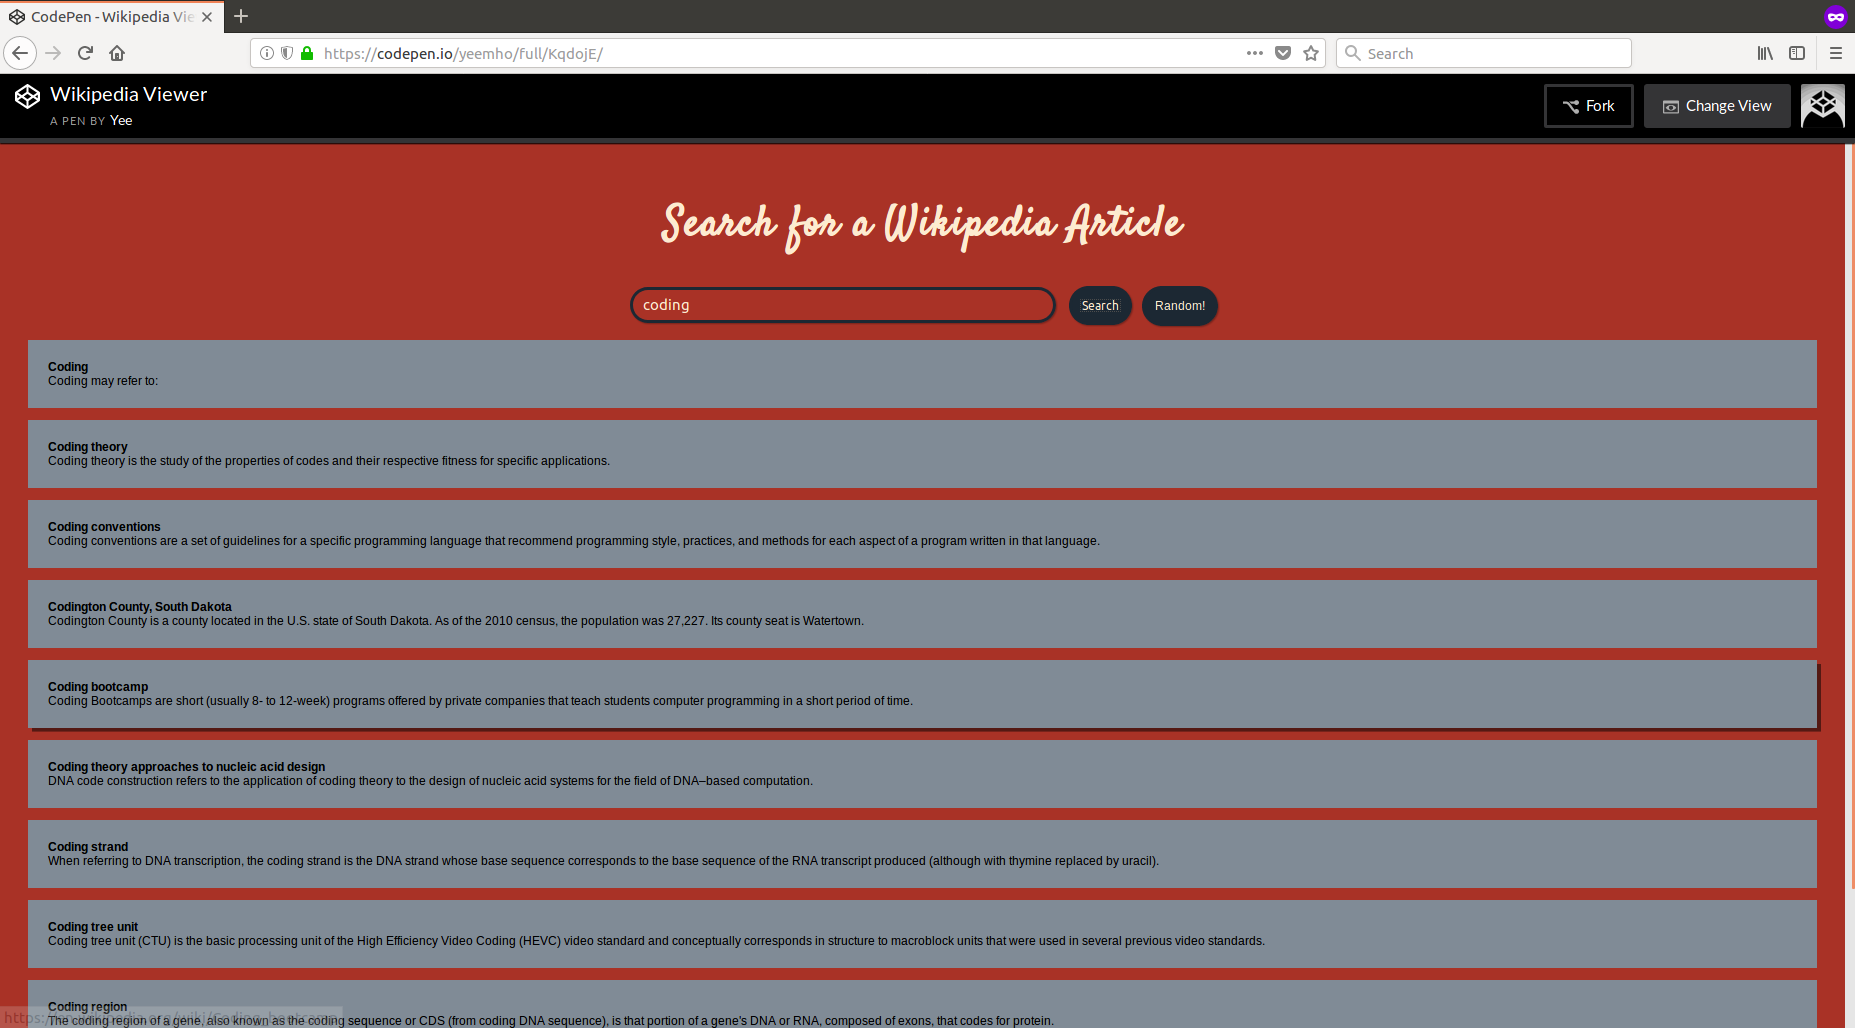 CodePen - Wikipedia Vie
https://codepen.io/yeemho/full/KqdojE/
Search
Wikipedia Viewer
A PEN BY Yee
Fork
Change View
Search for a Wikipedia Article
coding
Search
Random!
Coding
Coding may refer to:
Coding theory
Coding theory is the study of the properties of codes and their respective fitness for specific applications.
Coding conventions
Coding conventions are a set of guidelines for a specific programming language that recommend programming style, practices, and methods for each aspect of a program written in that language.
Codington County, South Dakota
Codington County is a county located in the U.S. state of South Dakota. As of the 2010 census, the population was 27,227. Its county seat is Watertown.
Coding bootcamp
Coding Bootcamps are short (usually 8- to 12-week) programs offered by private companies that teach students computer programming in a short period of time.
Coding theory approaches to nucleic acid design
DNA code construction refers to the application of coding theory to the design of nucleic acid systems for the field of DNA–based computation.
Coding strand
When referring to DNA transcription, the coding strand is the DNA strand whose base sequence corresponds to the base sequence of the RNA transcript produced (although with thymine replaced by uracil).
Coding tree unit
Coding tree unit (CTU) is the basic processing unit of the High Efficiency Video Coding (HEVC) video standard and conceptually corresponds in structure to macroblock units that were used in several previous video standards.
Coding region
https://en.wikipedia.org/wiki/Coding_bootcamp
The coding region of a gene, also known as the coding sequence or CDS (from coding DNA sequence), is that portion of a gene's DNA or RNA, composed of exons, that codes for protein.